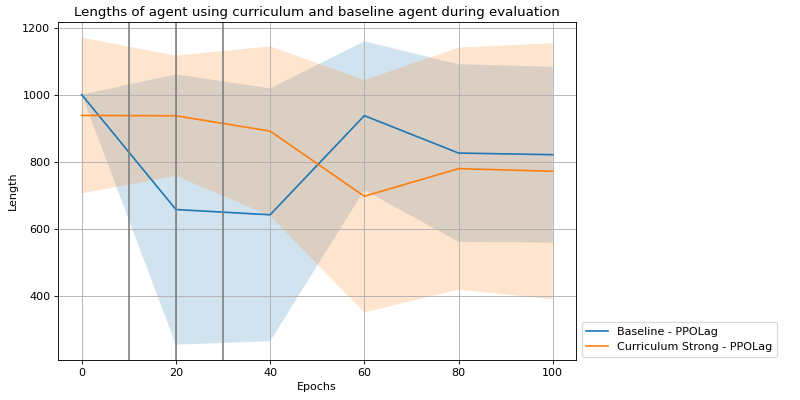 Lengths of agent using curriculum and baseline agent during evaluation
1200
1000
800
600
400
Length
0 20 40 60 80 100
Epochs
Baseline - PPOLag
Curriculum Strong - PPOLag